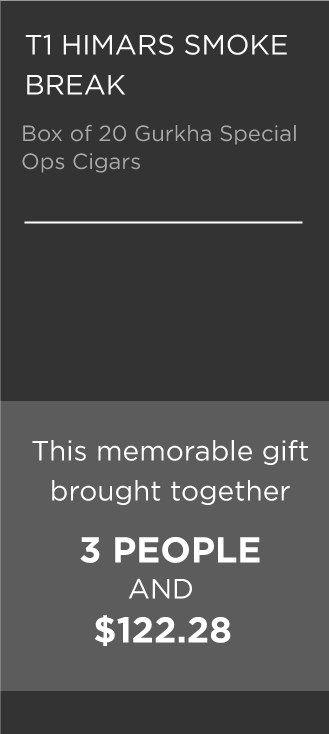 T1 HIMARS SMOKE
BREAK
Box of 20 Gurkha Special
Ops Cigars
This memorable gift
brought together
3 PEOPLE
AND
$122.28